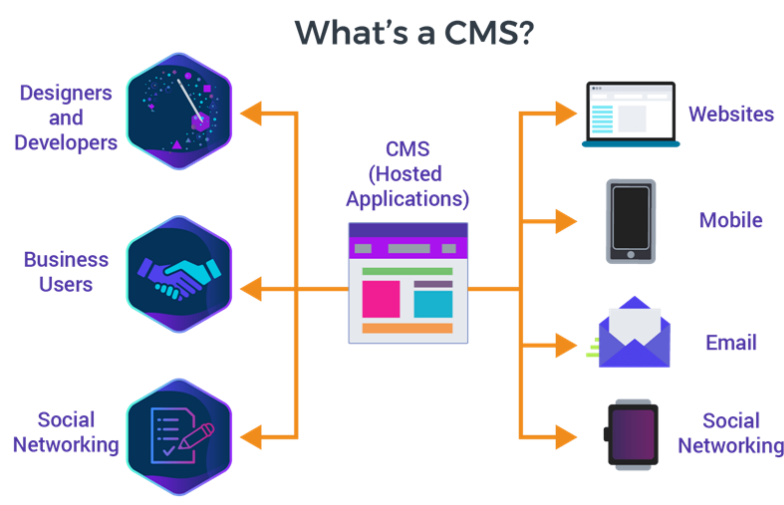 What's a CMS?
Designers
and
Developers
Business
Users
Social
Networking
CMS
(Hosted
Applications)
Websites
Mobile
Email
Social
Networking